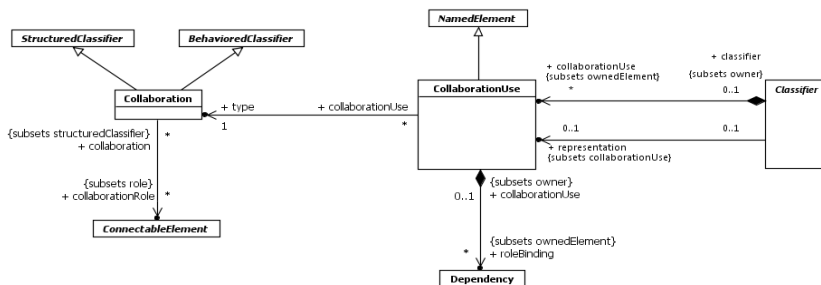 NamedElement
StructuredClassifier
BehavioredClassifier
+ collaborationUse
{subsets ownedElement}
*
+ classifier
{subsets owner}
0..1
Collaboration
CollaborationUse
Classifier
+ type
+ collaborationUse
1
*
{subsets structuredClassifier}
+ collaboration
*
0..1
0..1
+ representation
{subsets collaborationUse}
{subsets role}
+ collaborationRole
*
{subsets owner}
+ collaborationUse
0..1
ConnectableElement
{subsets ownedElement}
+ roleBinding
*
Dependency